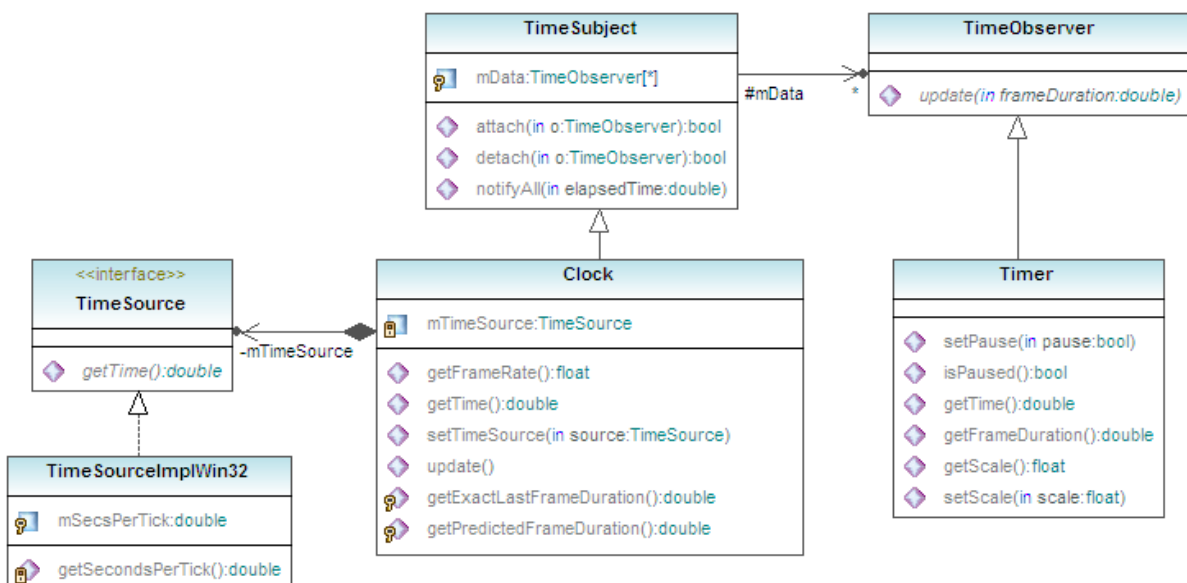 TimeSubject
mData:TimeObserver[*]
attach(in o:TimeObserver):bool
detach(in o:TimeObserver):bool
notifyAll(in elapsedTime:double)
#mData
*
TimeObserver
update(in frameDuration:double)
<<interface>>
TimeSource
getTime():double
-mTimeSource
Clock
mTimeSource:TimeSource
getFrameRate():float
getTime():double
setTimeSource(in source:TimeSource)
update()
getExactLastFrameDuration():double
getPredictedFrameDuration():double
Timer
setPause(in pause:bool)
isPaused():bool
getTime():double
getFrameDuration():double
getScale():float
setScale(in scale:float)
TimeSourceImplWin32
mSecsPerTick:double
getSecondsPerTick():double